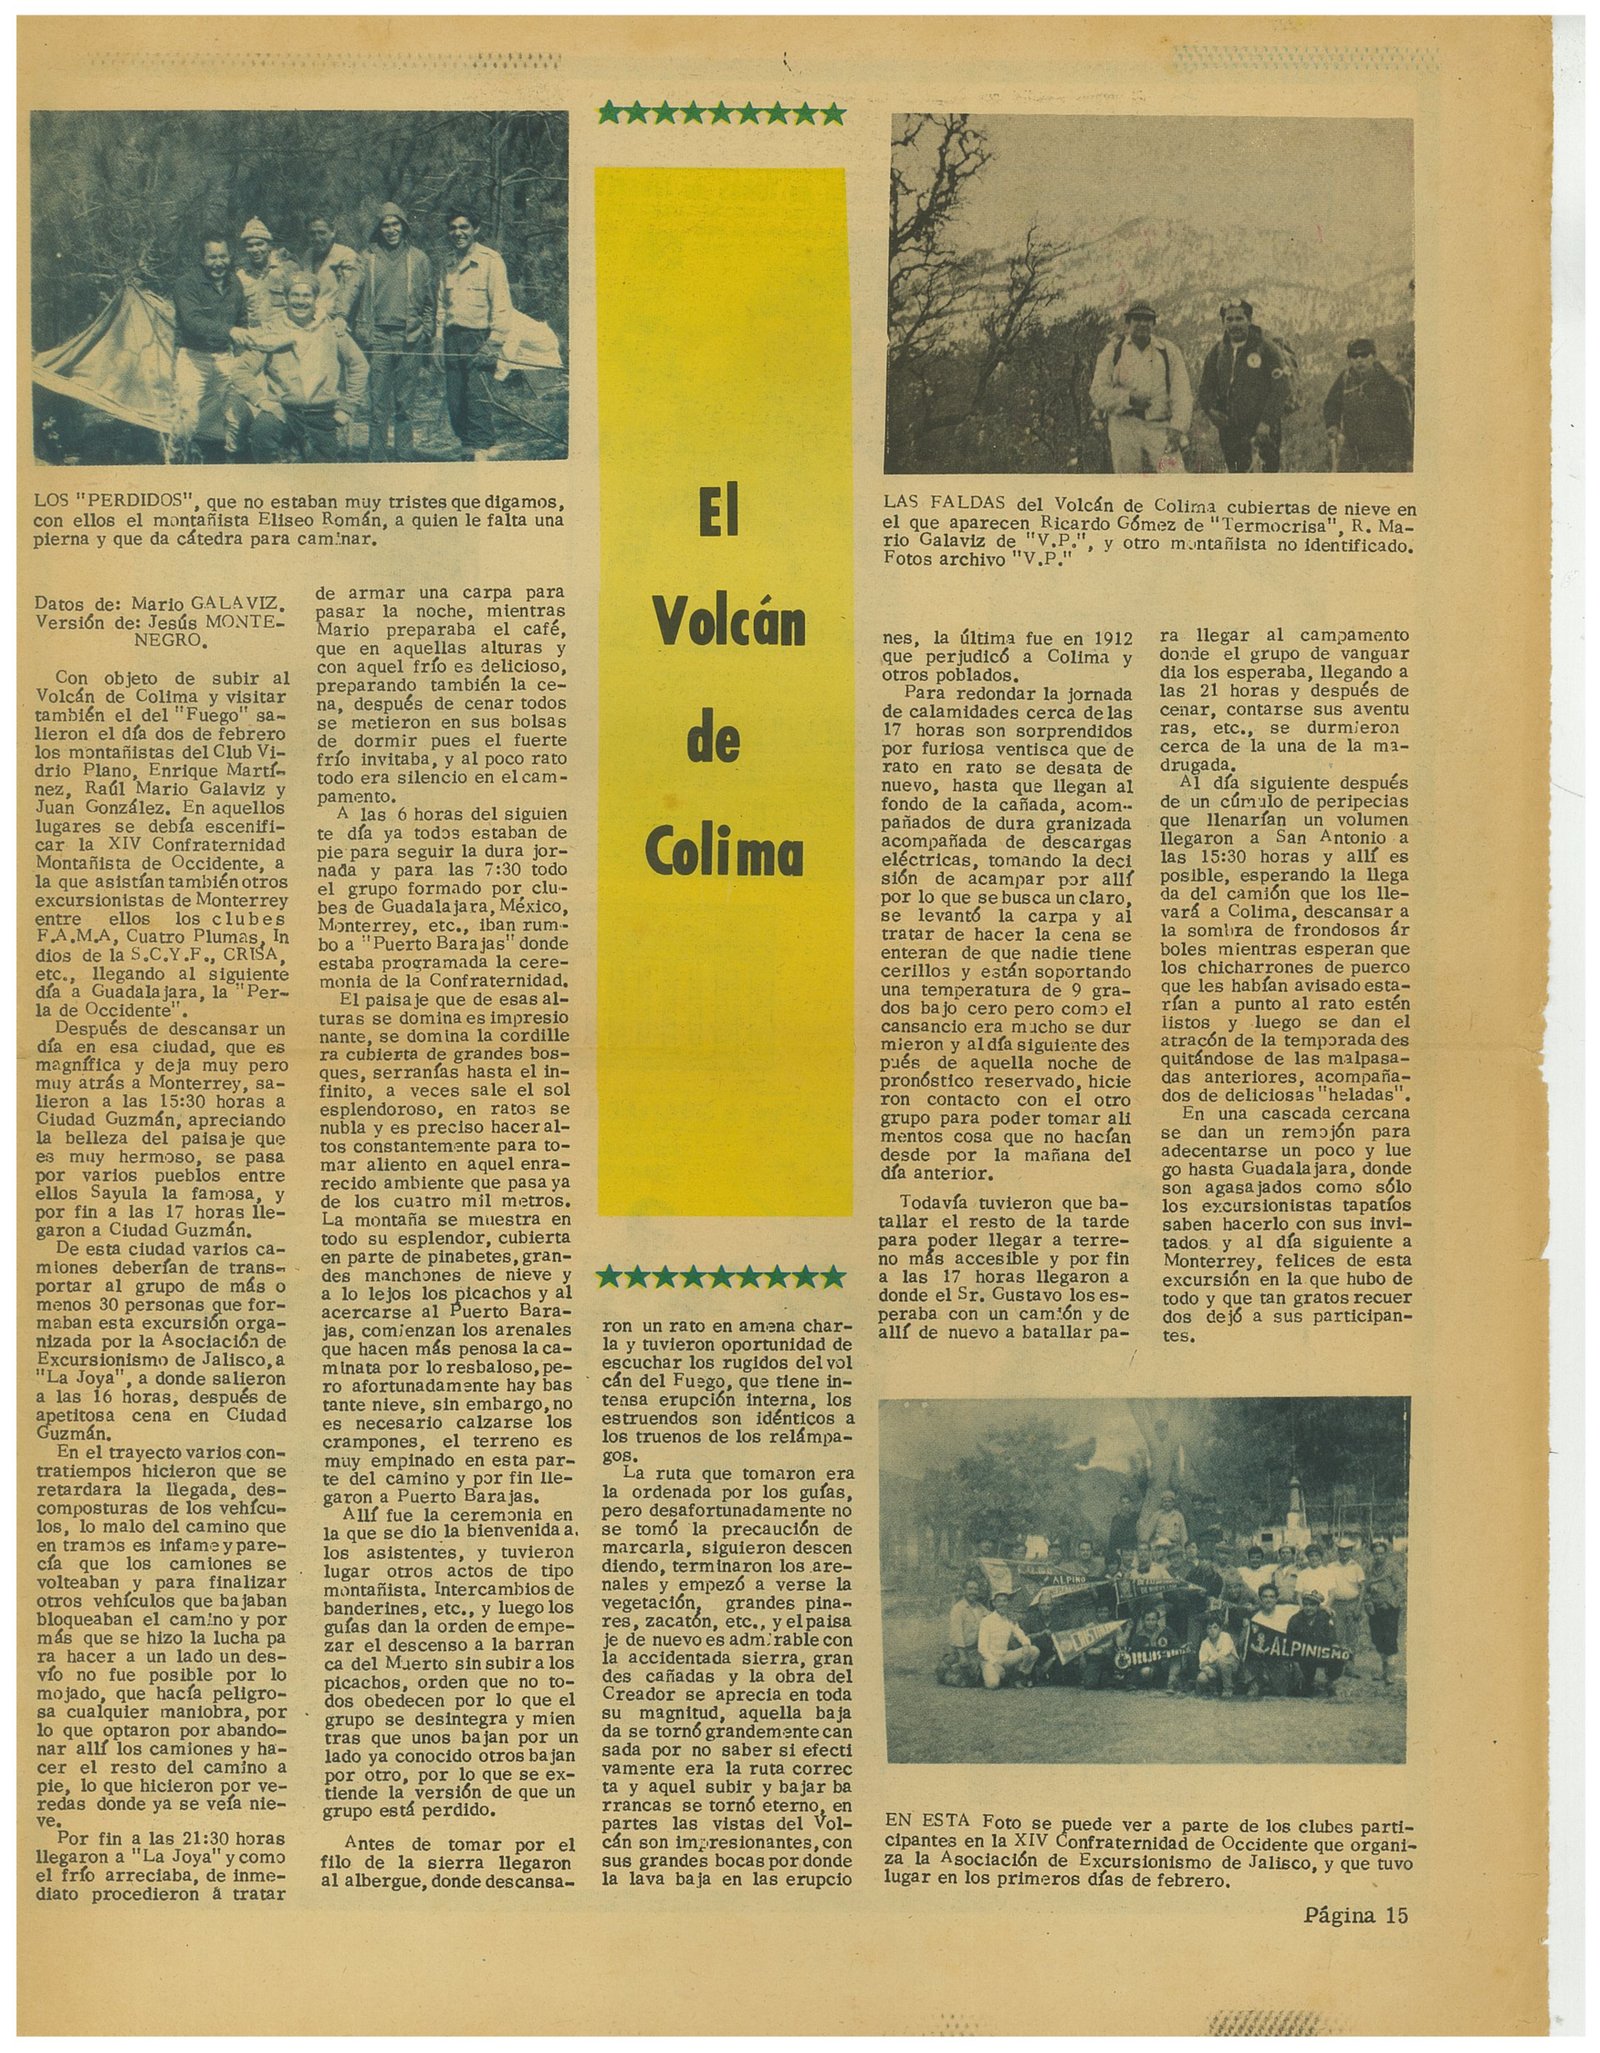 LOS "PERDIDOS", que no estaban muy tristes que digamos,
con ellos el montañista Eliseo Román, a quien le falta una
pierna y que da cátedra para caminar.
El
Volcán
de
Colima
LAS FALDAS del Volcán de Colima cubiertas de nieve en
el que aparecen Ricardo Gómez de "Termocrisa", R. Ma-
rio Galaviz de "V.P.", y otro montañista no identificado.
Fotos archivo "V.P."
Datos de: Mario GALAVIZ.
Versión de: Jesús MONTE-
NEGRO.
Con objeto de subir al
Volcán de Colima y visitar
también el del "Fuego" sa-
lieron el día dos de febrero
los montañistas del Club Vi
drio Plano, Enrique Martí-
nez, Raúl Mario Galaviz y
Juan González. En aquellos
lugares se debía escenifi-
car la XIV Confraternidad
Montañista de Occidente, a
la que asistían también otros
excursionistas de Monterrey
entre ellos los clubes
F.A.M.A, Cuatro Plumas, In
dios de la S.C.Y.F., CRISA,
etc., llegando al siguiente
día a Guadalajara, la "Per-
la de Occidente".
Después de descansar un
día en esa ciudad, que es
magnífica y deja muy pero
muy atrás a Monterrey, sa-
lieron a las 15:30 horas a
Ciudad Guzmán, apreciando
la belleza del paisaje que
es muy hermoso, se pasa
por varios pueblos entre
ellos Sayula la famosa, y
por fin a las 17 horas lle-
garon a Ciudad Guzmán.
De esta ciudad varios ca-
miones deberían de trans-
portar al grupo de más o
menos 30 personas que for-
maban esta excursión orga-
nizada por la Asociación de
Excursionismo de Jalisco, a
"La Joya", a donde salieron
a las 16 horas, después de
apetitosa cena en Ciudad
Guzmán.
En el trayecto varios con-
tratiempos hicieron que se
retardara la llegada, des-
composturas de los vehícu-
los, lo malo del camino que
en tramos es infame y pare-
cía que los camiones se
volteaban y para finalizar
otros vehículos que bajaban
bloqueaban el camino y por
más que se hizo la lucha pa
ra hacer a un lado un des-
vío no fue posible por lo
mojado, que hacía peligro-
sa cualquier maniobra, por
lo que optaron por abando-
nar allí los camiones y ha-
cer el resto del camino a
pie, lo que hicieron por ve-
redas donde ya se veía nie-
ve.
Por fin a las 21:30 horas
llegaron a "La Joya" y como
el frío arreciaba, de inme-
diato procedieron á tratar
de armar una carpa para
pasar la noche, mientras
Mario preparaba el café,
que en aquellas alturas y
con aquel frío es delicioso,
preparando también la ce-
na, después de cenar todos
se metieron en sus bolsas
de dormir pues el fuerte
frío invitaba, y al poco rato
todo era silencio en el cam-
pamento.
A las 6 horas del siguien
te día ya todos estaban de
pie para seguir la dura jor-
nada y para las 7:30 todo
el grupo formado por clu-
bes de Guadalajara, México,
Monterrey, etc., iban rum-
bo a "Puerto Barajas" donde
estaba programada la cere-
monia de la Confraternidad.
El paisaje que de esas al-
turas se domina es impresio
nante, se domina la cordille
ra cubierta de grandes bos-
ques, serranías hasta el in-
finito, a veces sale el sol
esplendoroso, en ratos se
nubla y es preciso hacer al-
tos constantemente para to-
mar aliento en aquel enra-
recido ambiente que pasa ya
de los cuatro mil metros.
La montaña se muestra en
todo su esplendor, cubierta
en parte de pinabetes, gran-
des manchones de nieve y
a lo lejos los picachos y al
acercarse al Puerto Bara-
jas, comienzan los arenales
que hacen más penosa la ca-
minata por lo resbaloso, pe-
ro afortunadamente hay bas
tante nieve, sin embargo, no
es necesario calzarse los
crampones, el terreno es
muy empinado en esta par-
te del camino y por fin lle-
garon a Puerto Barajas.
Allí fue la ceremonia en
la que se dio la bienvenida a
los asistentes, y tuvieron
lugar otros actos de tipo
montañista. Intercambios de
banderines, etc., y luego los
guías dan la orden de empe-
zar el descenso a la barran
ca del Muerto sin subir a los
picachos, orden que no to-
dos obedecen por lo que el
grupo se desintegra y mien
tras que unos bajan por un
lado ya conocido otros bajan
por otro, por lo que se ex-
tiende la versión de que un
grupo está perdido.
Antes de tomar por el
filo de la sierra llegaron
al albergue, donde descansa-
ron un rato en amena char-
la y tuvieron oportunidad de
escuchar los rugidos del vol
cán del Fuego, que tiene in-
tensa erupción interna, los
estruendos son idénticos a
los truenos de los relámpa-
gos.
La ruta que tomaron era
la ordenada por los guías,
pero desafortunadamente no
se tomó la precaución de
marcarla, siguieron descen
diendo, terminaron los are-
nales y empezó a verse la
vegetación, grandes pina-
res, zacatón, etc., y el paisa
je de nuevo es admirable con
la accidentada sierra, gran
des cañadas y la obra del
Creador se aprecia en toda
su magnitud, aquella baja
da se tornó grandemente can
sada por no saber si efecti
vamente era la ruta correc
ta y aquel subir y bajar ba
rrancas se tornó eterno, en
partes las vistas del Vol-
cán son impresionantes, con
sus grandes bocas por donde
la lava baja en las erupcio
nes, la última fue en 1912
que perjudicó a Colima y
otros poblados.
Para redondar la jornada
de calamidades cerca de las
17 horas son sorprendidos
por furiosa ventisca que de
rato en rato se desata de
nuevo, hasta que llegan al
fondo de la cañada, acom-
pañados de dura granizada
acompañada de descargas
eléctricas, tomando la deci
sión de acampar por allí
por lo que se busca un claro,
se levantó la carpa y al
tratar de hacer la cena se
enteran de que nadie tiene
cerillos y están soportando
una temperatura de 9 gra-
dos bajo cero pero como el
cansancio era mucho se dur
mieron y al día siguiente des
pués de aquella noche de
pronóstico reservado, hicie
ron contacto con el otro
grupo para poder tomar ali
mentos cosa que no hacían
desde por la mañana del
día anterior.
Todavía tuvieron que ba-
tallar el resto de la tarde
para poder llegar a terre-
no más accesible y por fin
a las 17 horas llegaron a
donde el Sr. Gustavo los es-
peraba con un camión y de
allí de nuevo a batallar pa-
ra llegar al campamento
donde el grupo de vanguar
dia los esperaba, llegando a
las 21 horas y después de
cenar, contarse sus aventu
ras, etc., se durmieron
cerca de la una de la ma-
drugada.
Al día siguiente después
de un cúmulo de peripecias
que llenarían un volumen
llegaron a San Antonio a
las 15:30 horas y allí es
posible, esperando la llega
da del camión que los lle-
vará a Colima, descansar a
la sombra de frondosos ár
boles mientras esperan que
los chicharrones de puerco
que les habían avisado esta-
rían a punto al rato estén
listos y luego se dan el
atracón de la temporada des
quitándose de las malpasa-
das anteriores, acompaña-
dos de deliciosas "heladas".
En una cascada cercana
se dan un remojón para
adecentarse un poco y lue
go hasta Guadalajara, donde
son agasajados como sólo
los excursionistas tapatíos
saben hacerlo con sus invi-
tados y al día siguiente a
Monterrey, felices de esta
excursión en la que hubo de
todo y que tan gratos recuer
dos dejó a sus participan-
tes.
ALPINO
ALPINISMO
EN ESTA Foto se puede ver a parte de los clubes parti-
cipantes en la XIV Confraternidad de Occidente que organi-
za la Asociación de Excursionismo de Jalisco, y que tuvo
lugar en los primeros días de febrero.
Página 15